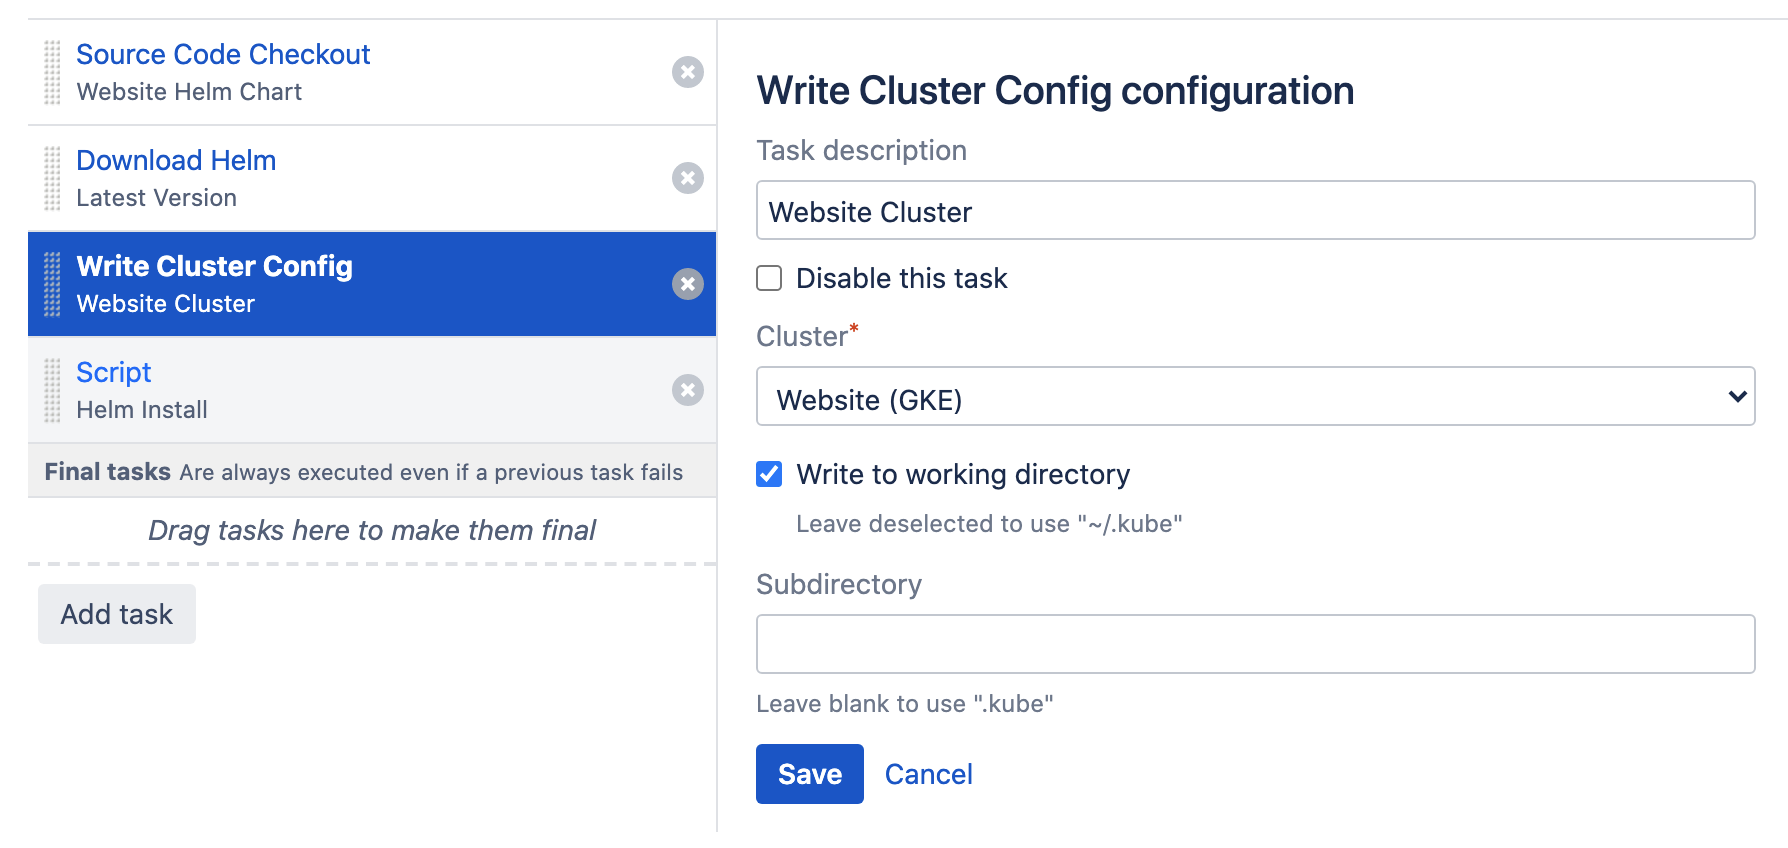 Source Code Checkout
Website Helm Chart
Download Helm
Latest Version
Write Cluster Config
Website Cluster
Script
Helm Install
Final tasks Are always executed even if a previous task fails
Drag tasks here to make them final
Add task
Write Cluster Config configuration
Task description
Website Cluster
Disable this task
Cluster*
Website (GKE)
Write to working directory
Leave deselected to use "~/.kube"
Subdirectory
Leave blank to use ".kube"
Save Cancel